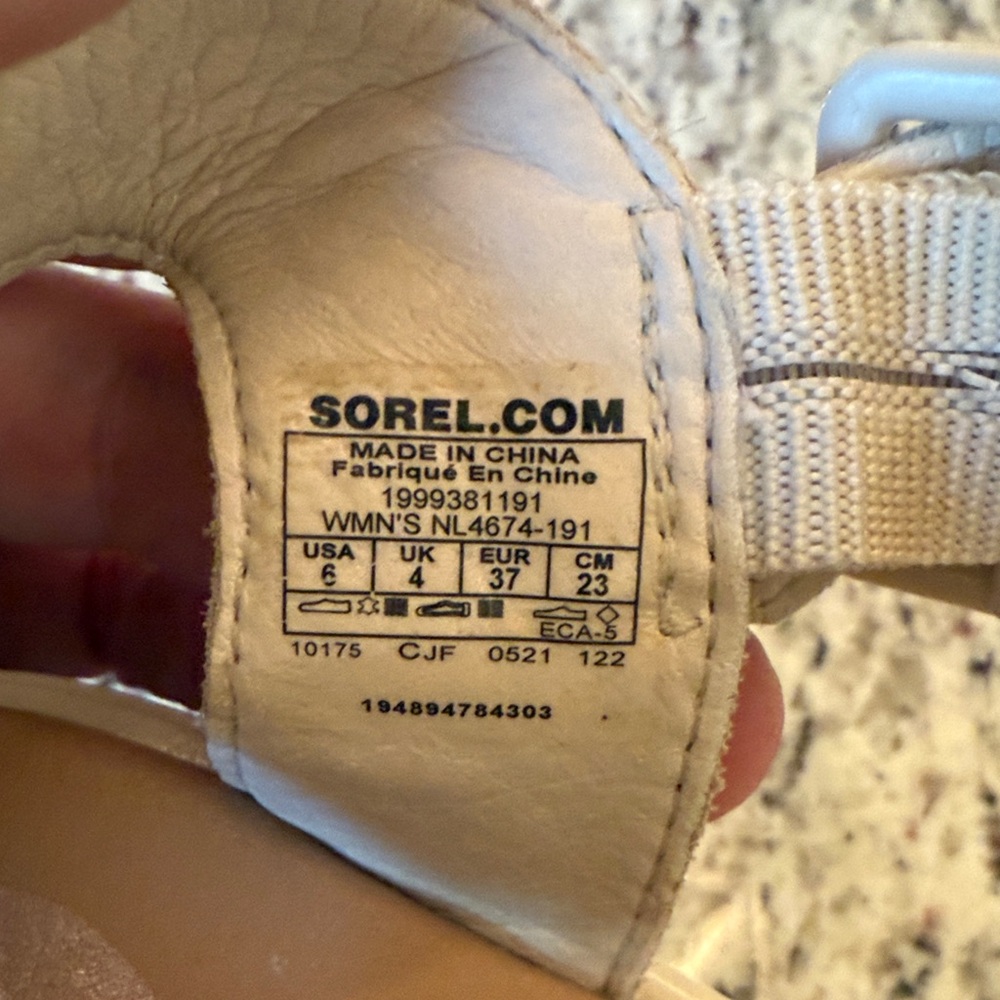 SOREL.COM
MADE IN CHINA
Fabriqué En Chine
1999381191
WMN'S NL4674-191
USA UK EUR CM
6 4 37 23
ECA-5
10175 CJF 0521 122
194894784303